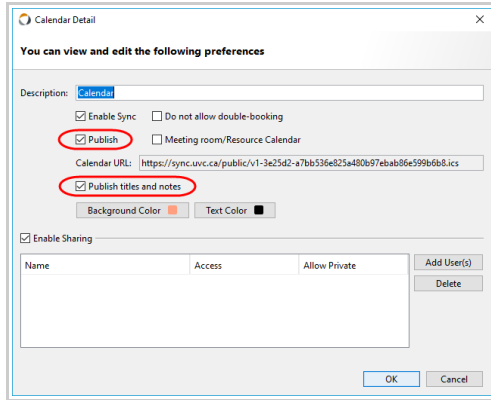 Calendar Detail
You can view and edit the following preferences
Description: Calendar
Enable Sync Do not allow double-booking
Publish Meeting room/Resource Calendar
Calendar URL: https://sync.uvc.ca/public/v1-3e25d2-a7bb536e825a480b97ebab86e599b6b8.ics
Publish titles and notes
Background Color Text Color
Enable Sharing
Name Access Allow Private Add User(s)
Delete
OK Cancel